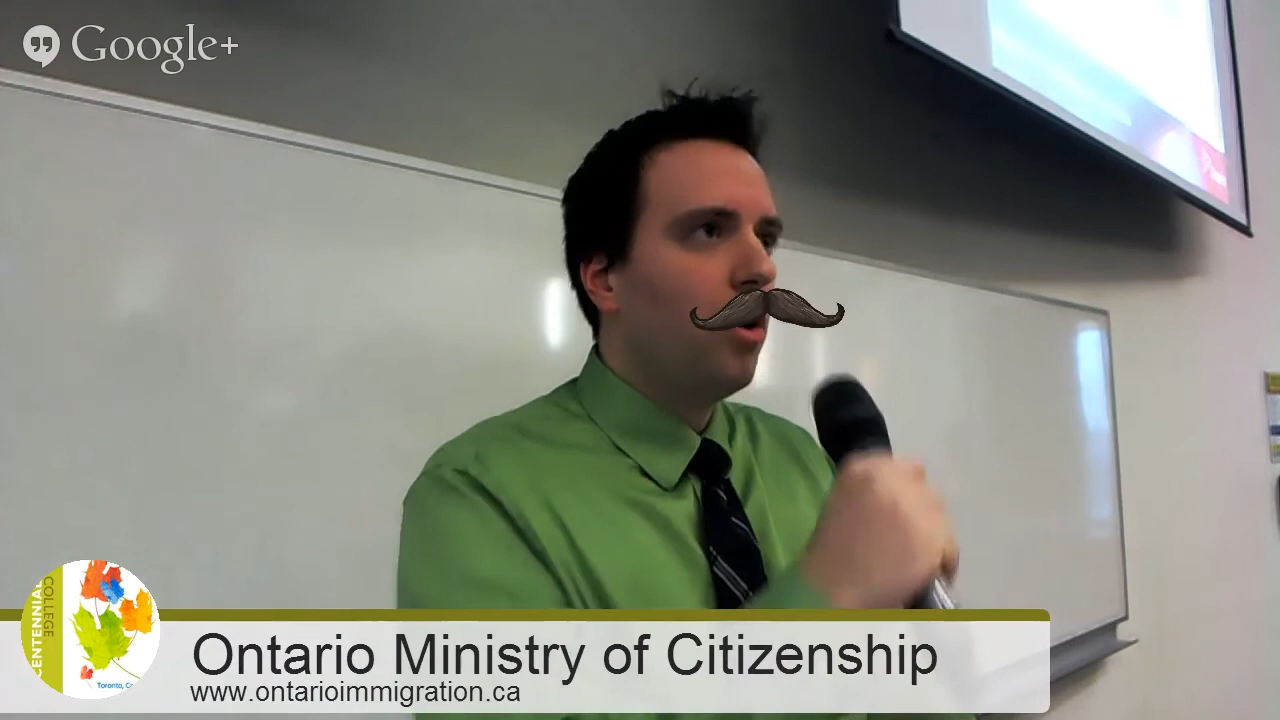 Google+
Ontario Ministry of Citizenship
www.ontarioimmigration.ca
CENTENNIAL
COLLEGE
Toronto,